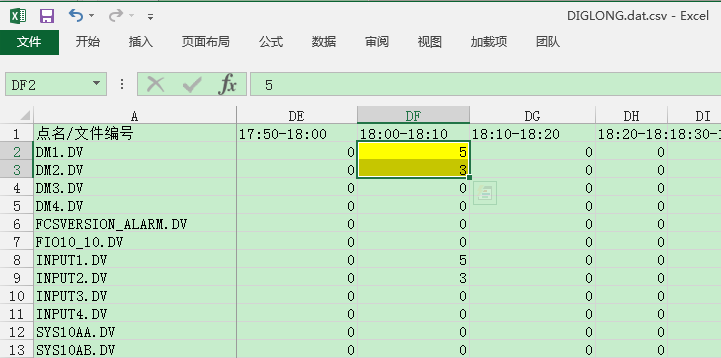 DIGLONG.dat.csv - Excel
文件 开始 插入 页面布局 公式 数据 审阅 视图 加载项 团队
DF2 fx 5
A DE DF DG DH DI
1 点名/文件编号 17:50-18:00 18:00-18:10 18:10-18:20 18:20-18:18:30-1
2 DM1.DV 0 5 0 0
3 DM2.DV 0 3 0 0
4 DM3.DV 0 0 0 0
5 DM4.DV 0 0 0 0
6 FCSVERSION_ALARM.DV 0 0 0 0
7 FIO10_10.DV 0 0 0 0
8 INPUT1.DV 0 5 0 0
9 INPUT2.DV 0 3 0 0
10 INPUT3.DV 0 0 0 0
11 INPUT4.DV 0 0 0 0
12 SYS10AA.DV 0 0 0 0
13 SYS10AB.DV 0 0 0 0